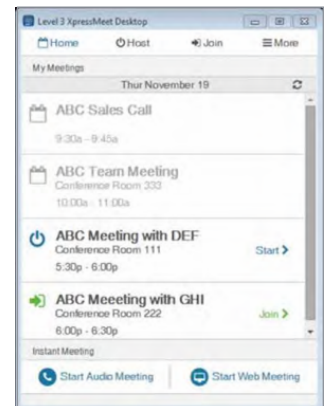 Level 3 XpressMeet Desktop
Home Host Join More
My Meetings
Thur November 19
ABC Sales Call
9:30a - 9:45a
ABC Team Meeting
Conference Room 333
10:00a - 11:00a
ABC Meeting with DEF
Conference Room 111
Start
5:30p - 6:00p
ABC Meeeting with GHI
Conference Room 222
Join
6:00p - 6:30p
Instant Meeting
Start Audio Meeting Start Web Meeting